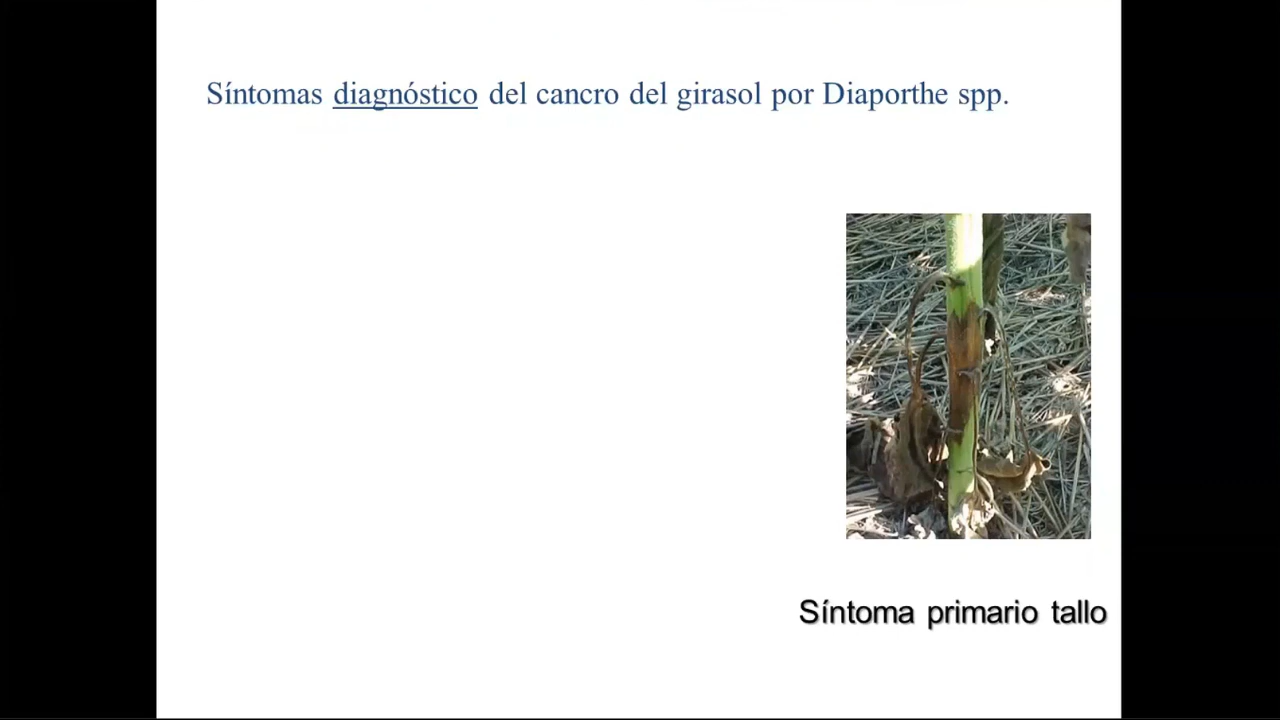 Síntomas diagnóstico del cancro del girasol por Diaporthe spp.
Síntoma primario tallo